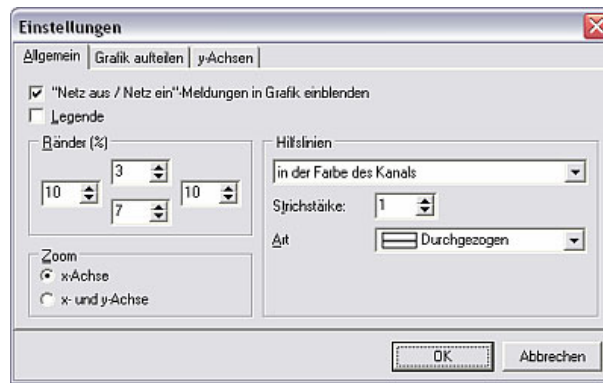 Einstellungen
Allgemein Grafik aufteilen y-Achsen
"Netz aus / Netz ein"-Meldungen in Grafik einblenden
Legende
Ränder (%)
3
10 10
7
Zoom
x-Achse
x- und y-Achse
Hilfslinien
in der Farbe des Kanals
Strichstärke: 1
Art Durchgezogen
OK Abbrechen